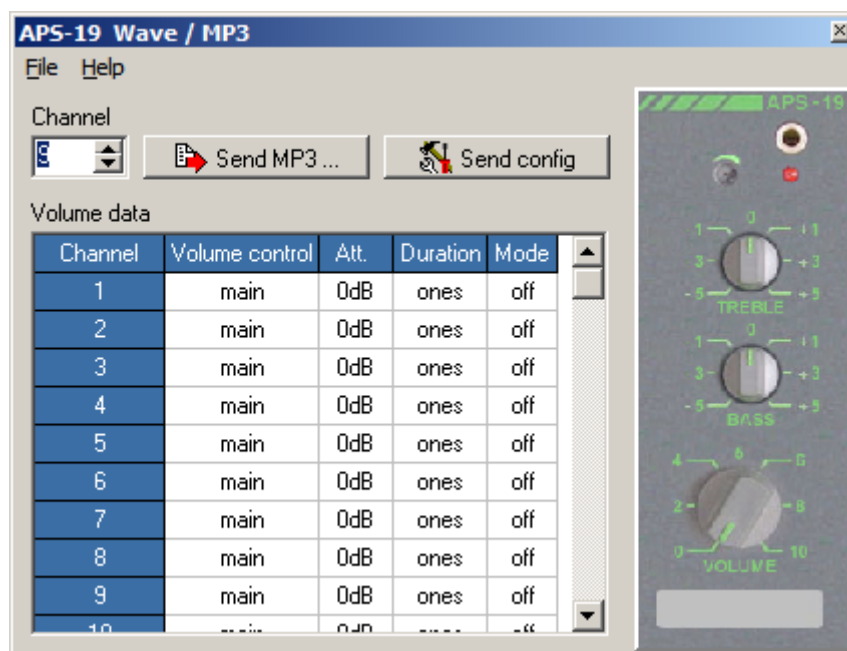 APS-19 Wave / MP3
File Help
Channel
Send MP3 ... Send config
Volume data
Channel Volume control Att. Duration Mode
1 main 0dB ones off
2 main 0dB ones off
3 main 0dB ones off
4 main 0dB ones off
5 main 0dB ones off
6 main 0dB ones off
7 main 0dB ones off
8 main 0dB ones off
9 main 0dB ones off
APS-19
0
1 +1
3 +3
-5 +5
TREBLE
0
1 +1
3 +3
-5 +5
BASS
4 6
2 8
0 10
VOLUME